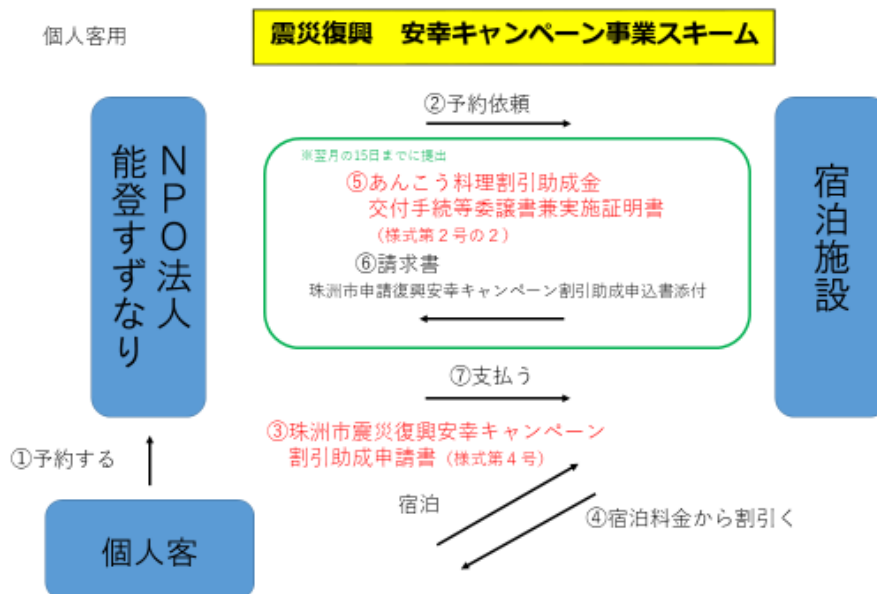 個人客用
震災復興　安幸キャンペーン事業スキーム
②予約依頼
NPO法人
能登すずなり
※翌月の15日までに提出
⑤あんこう料理割引助成金
交付手続等委譲書兼実施証明書
（様式第２号の２）
⑥請求書
珠洲市申請復興安幸キャンペーン割引助成申込書添付
宿泊施設
⑦支払う
③珠洲市震災復興安幸キャンペーン
割引助成申請書（様式第４号）
①予約する
宿泊
④宿泊料金から割引く
個人客